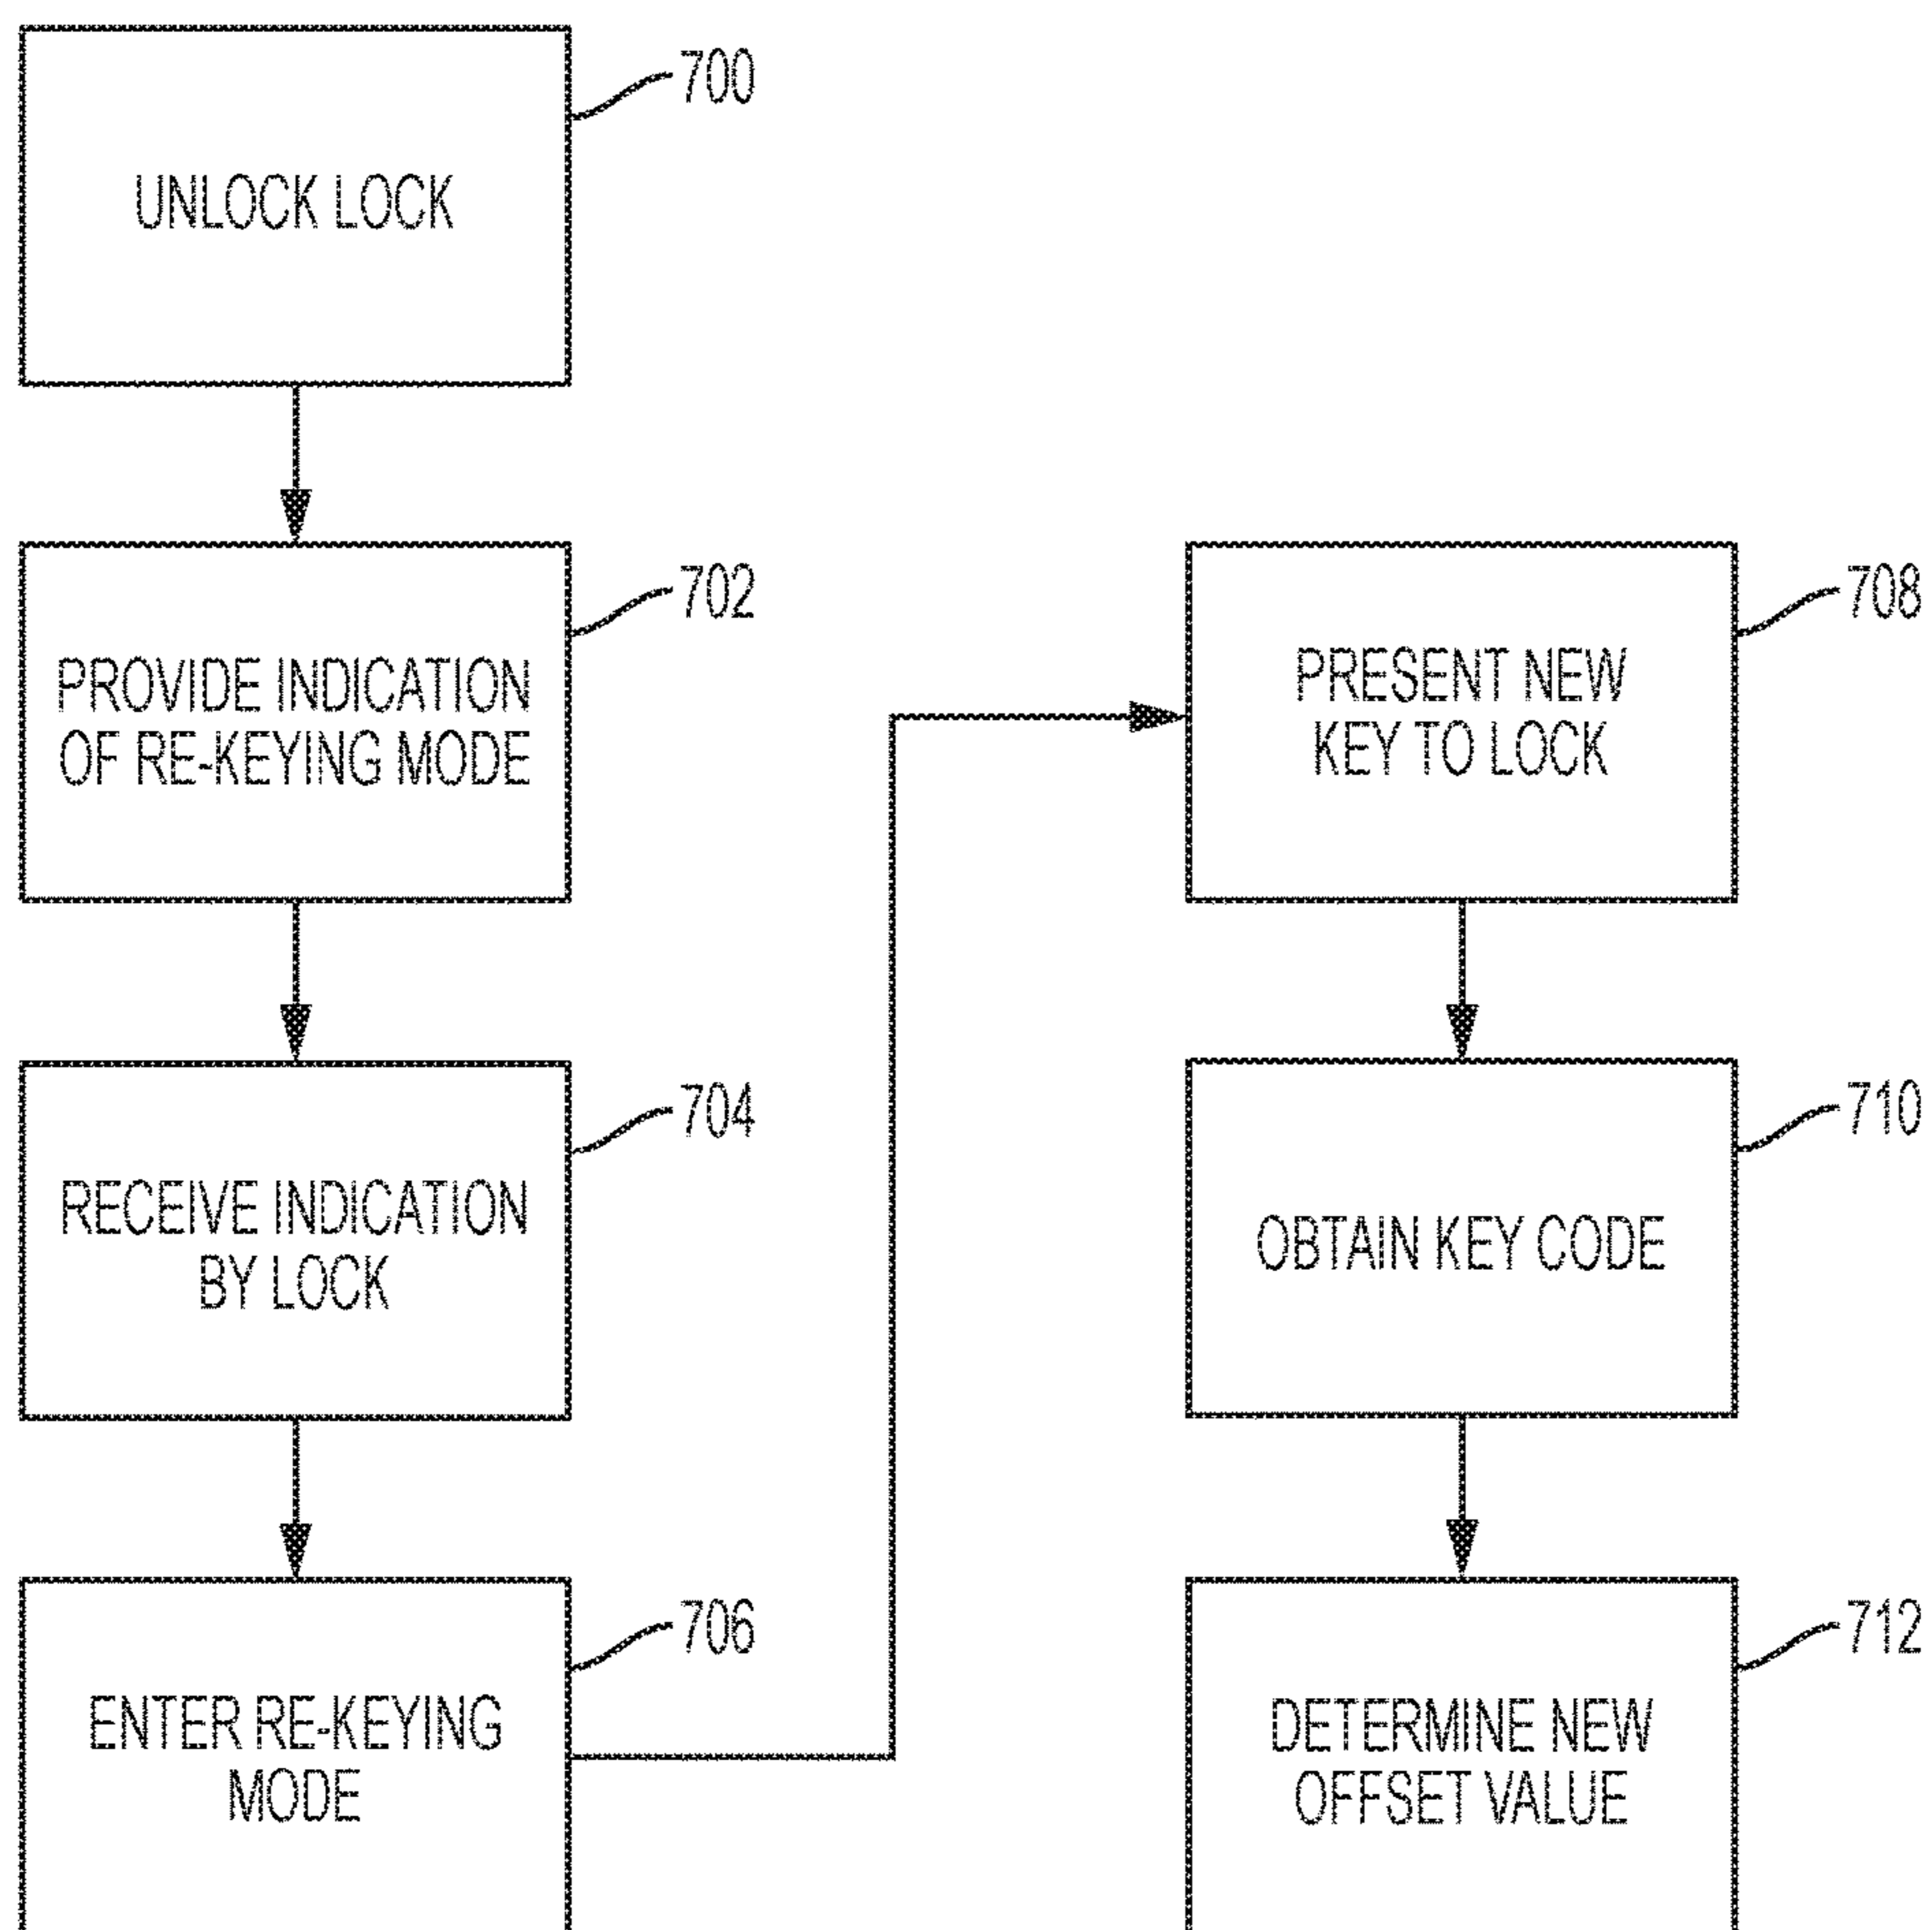 700
UNLOCK LOCK
702
PROVIDE INDICATION
OF RE-KEYING MODE
704
RECEIVE INDICATION
BY LOCK
706
ENTER RE-KEYING
MODE
708
PRESENT NEW
KEY TO LOCK
710
OBTAIN KEY CODE
712
DETERMINE NEW
OFFSET VALUE